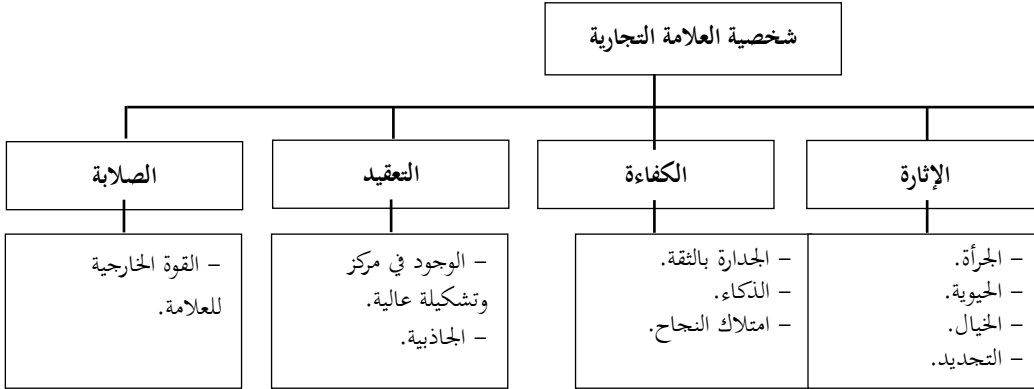 شخصية العلامة التجارية
الإثارة
الكفاءة
التعقيد
الصلابة
– الجرأة.
– الحيوية.
– الخيال.
– التجديد.
– الجدارة بالثقة.
– الذكاء.
– امتلاك النجاح.
– الوجود في مركز
وتشكيلة عالية.
– الجاذبية.
– القوة الخارجية
للعلامة.